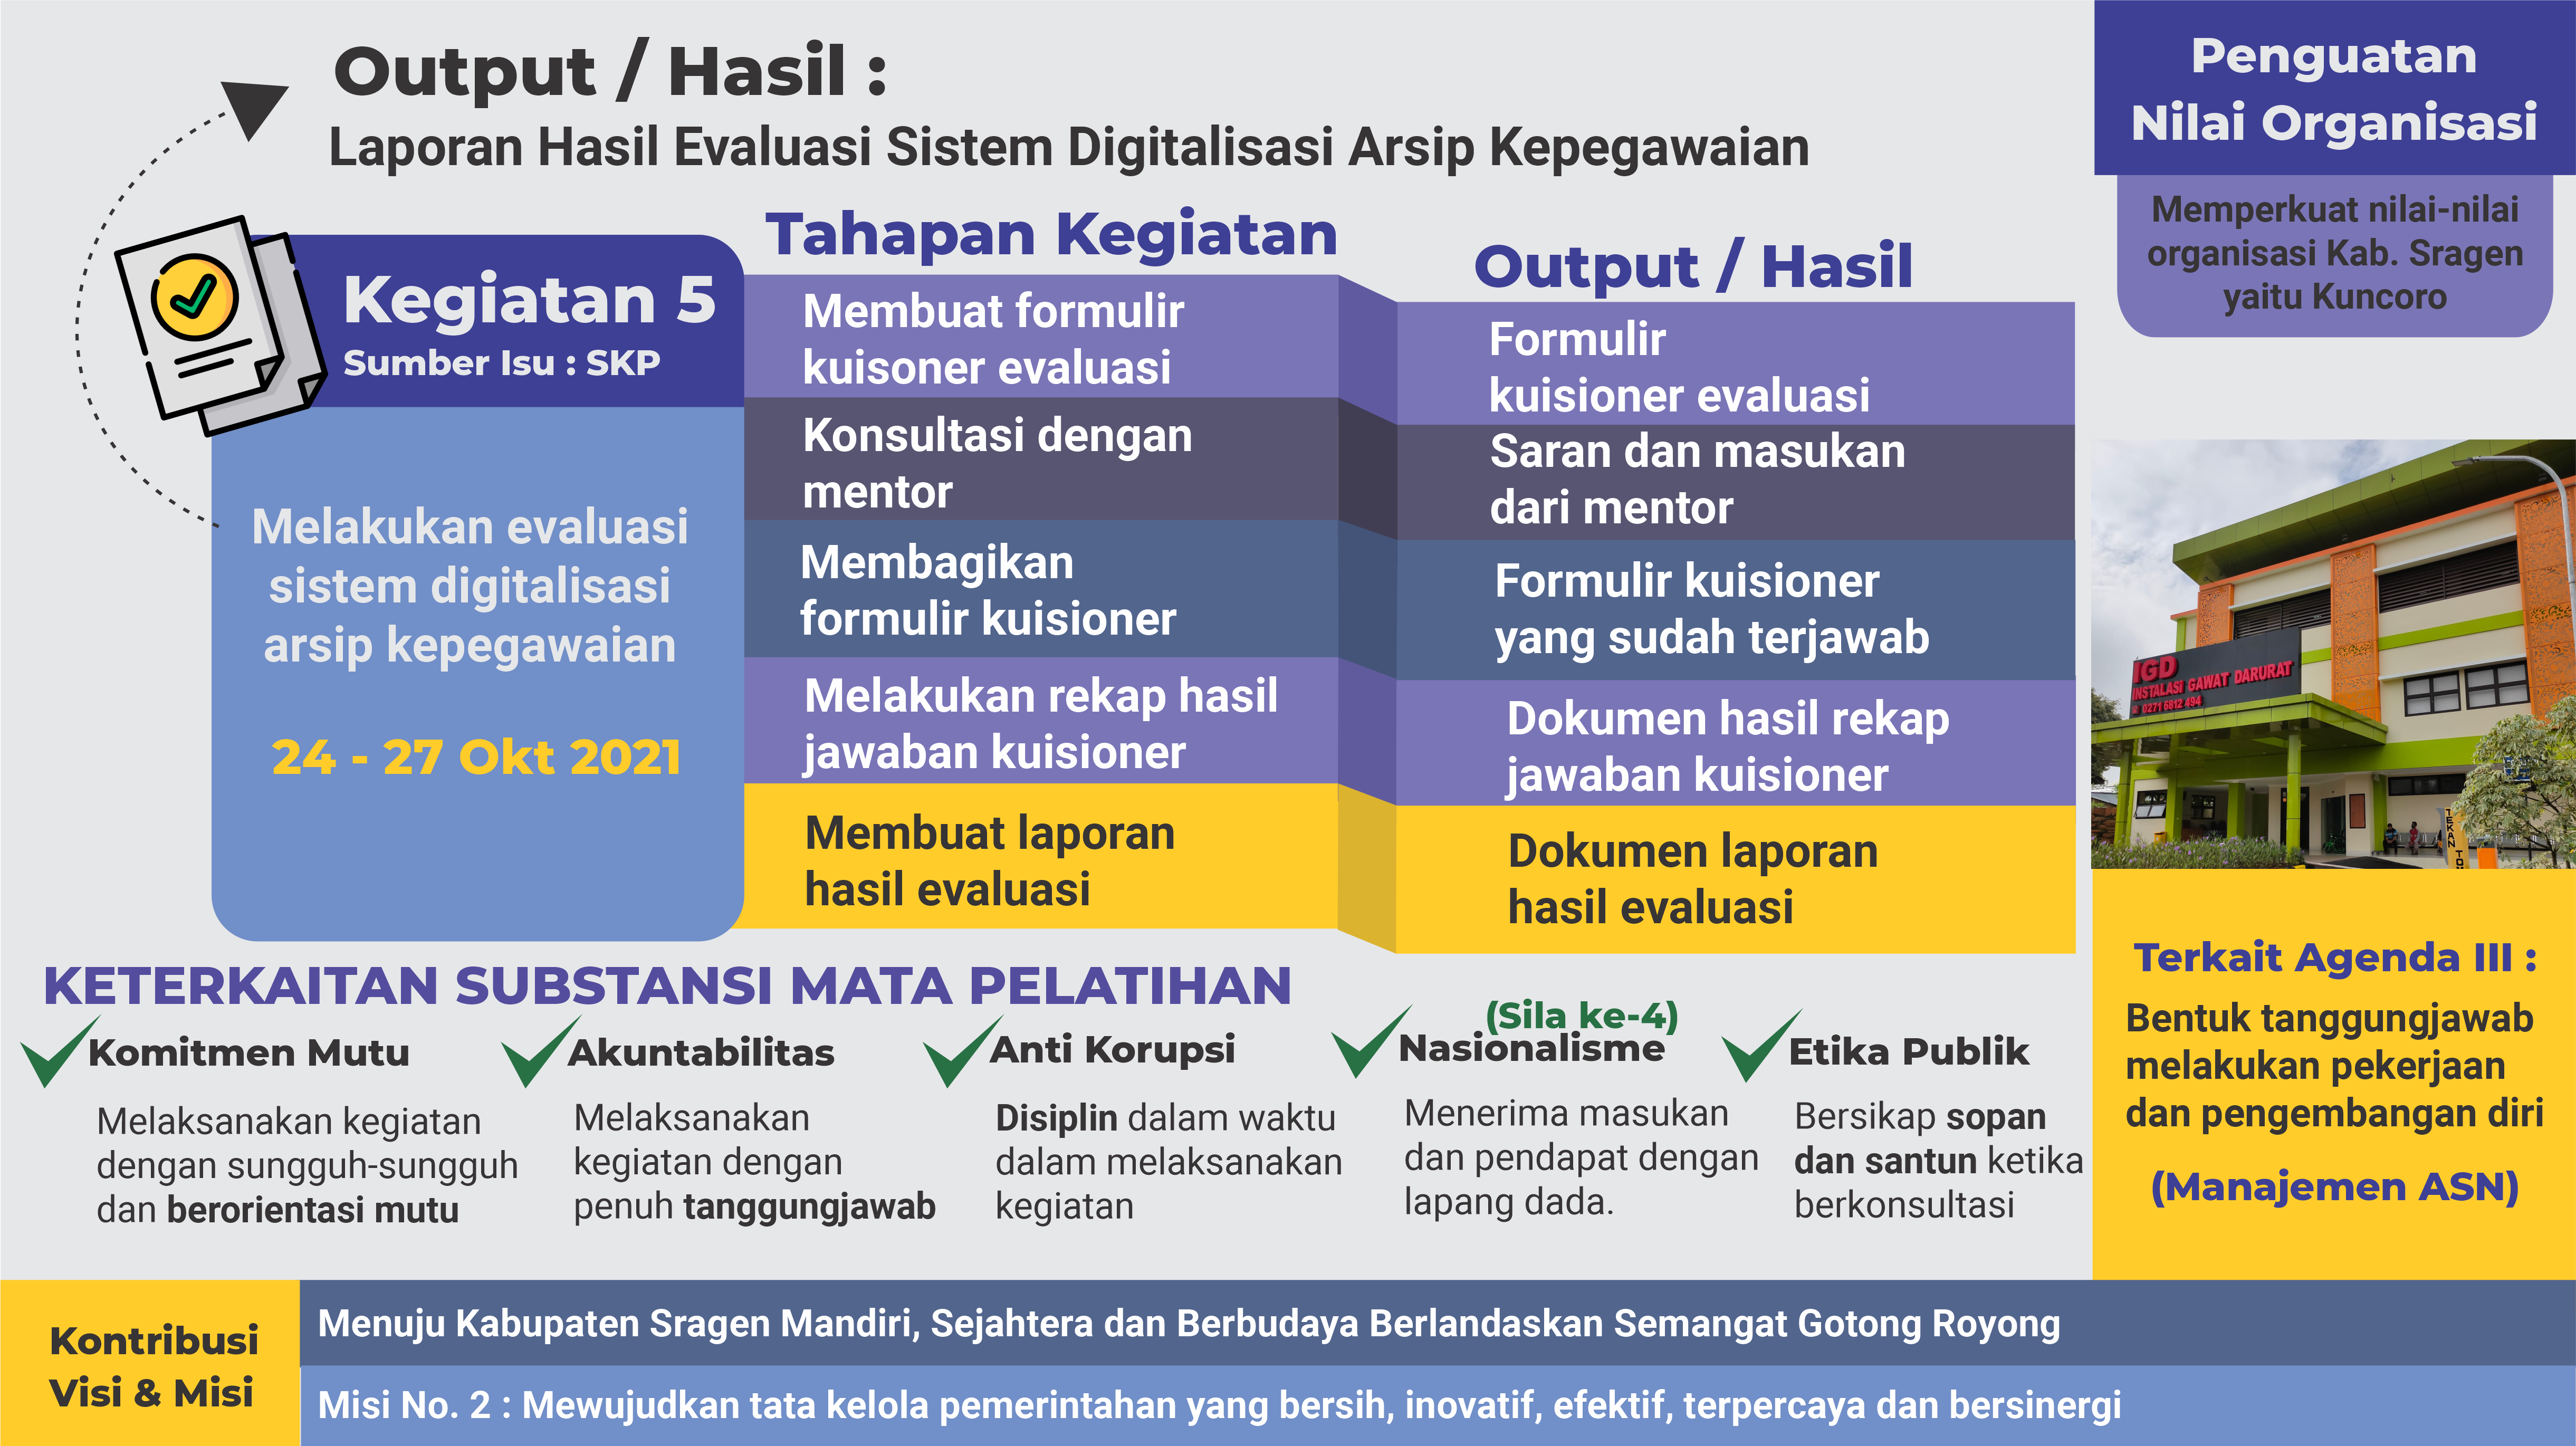 Output / Hasil :
Laporan Hasil Evaluasi Sistem Digitalisasi Arsip Kepegawaian
Kegiatan 5
Sumber Isu : SKP
Melakukan evaluasi
sistem digitalisasi
arsip kepegawaian
24 - 27 Okt 2021
Tahapan Kegiatan
Membuat formulir
kuisoner evaluasi
Konsultasi dengan
mentor
Membagikan
formulir kuisioner
Melakukan rekap hasil
jawaban kuisioner
Membuat laporan
hasil evaluasi
Output / Hasil
Formulir
kuisioner evaluasi
Saran dan masukan
dari mentor
Formulir kuisioner
yang sudah terjawab
Dokumen hasil rekap
jawaban kuisioner
Dokumen laporan
hasil evaluasi
Penguatan
Nilai Organisasi
Memperkuat nilai-nilai
organisasi Kab. Sragen
yaitu Kuncoro
IGD
INSTALASI GAWAT DARURAT
0271 6812 494
TEKAN
TO
Terkait Agenda III :
Bentuk tanggungjawab
melakukan pekerjaan
dan pengembangan diri
(Manajemen ASN)
KETERKAITAN SUBSTANSI MATA PELATIHAN
Komitmen Mutu
Melaksanakan kegiatan
dengan sungguh-sungguh
dan berorientasi mutu
Akuntabilitas
Melaksanakan
kegiatan dengan
penuh tanggungjawab
Anti Korupsi
Disiplin dalam waktu
dalam melaksanakan
kegiatan
(Sila ke-4)
Nasionalisme
Menerima masukan
dan pendapat dengan
lapang dada.
Etika Publik
Bersikap sopan
dan santun ketika
berkonsultasi
Kontribusi
Visi & Misi
Menuju Kabupaten Sragen Mandiri, Sejahtera dan Berbudaya Berlandaskan Semangat Gotong Royong
Misi No. 2 : Mewujudkan tata kelola pemerintahan yang bersih, inovatif, efektif, terpercaya dan bersinergi